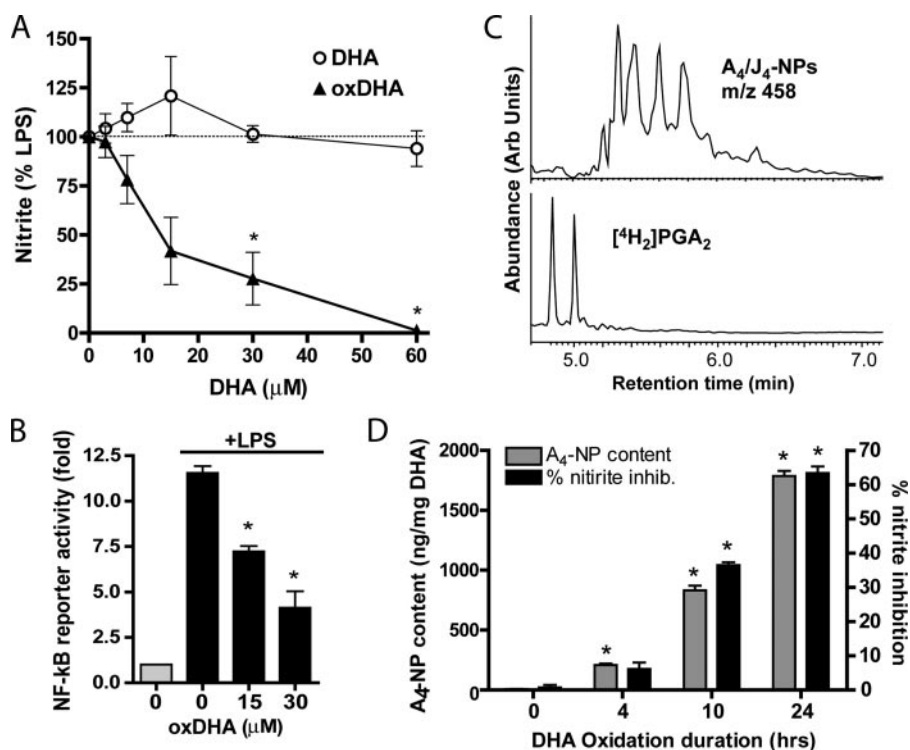 A
150
125
100
75
50
25
0
Nitrite (% LPS)
DHA
oxDHA
*
*
0 10 20 30 40 50 60
DHA (μM)
C
A₄/J₄-NPs
m/z 458
[⁴H₂]PGA₂
Abundance (Arb Units)
5.0 6.0 7.0
Retention time (min)
B
+LPS
12.5
10.0
7.5
5.0
2.5
0.0
NF-kB reporter activity (fold)
*
*
0 0 15 30
oxDHA (μM)
D
2000
1500
1000
500
0
A₄-NP content (ng/mg DHA)
A₄-NP content
% nitirite inhib.
*
*
*
*
*
70
60
50
40
30
20
10
0
% nitrite inhibition
0 4 10 24
DHA Oxidation duration (hrs)